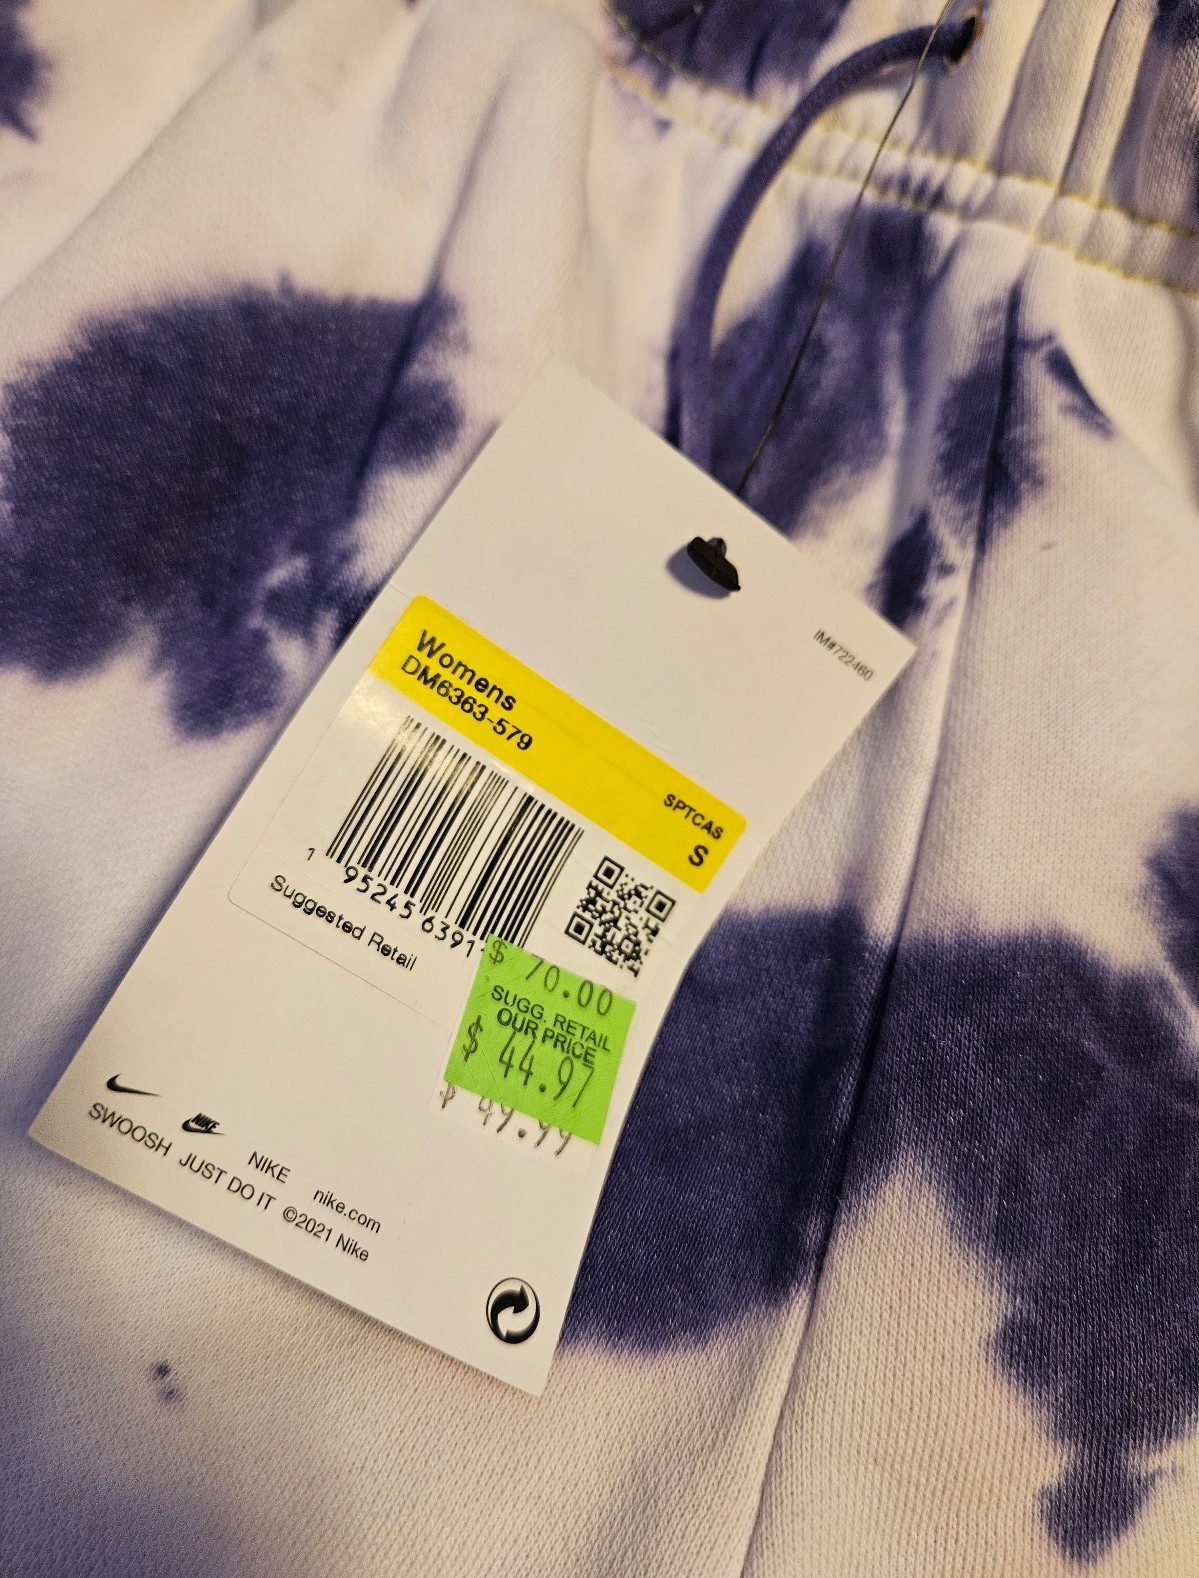 IM#722460
Womens
DM6363-579
SPTCAS
S
1 95245 6391
Suggested Retail
$ 70.00
SUGG. RETAIL
OUR PRICE
$ 44.97
$ 49.99
NIKE
SWOOSH JUST DO IT NIKE nike.com
©2021 Nike